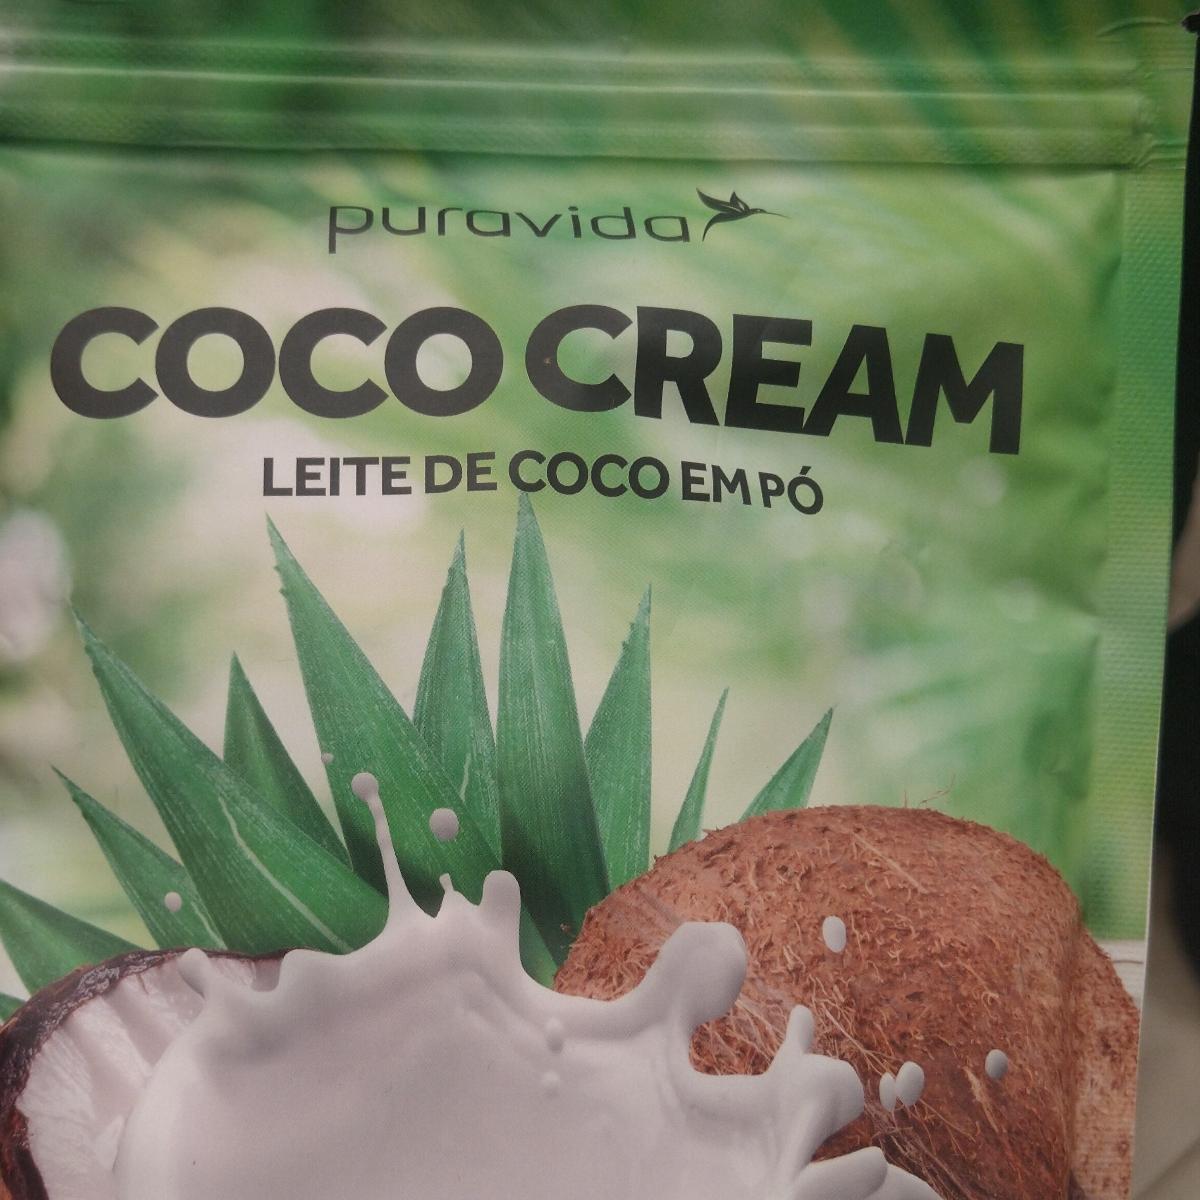 puravida
COCO CREAM
LEITE DE COCO EM PÓ